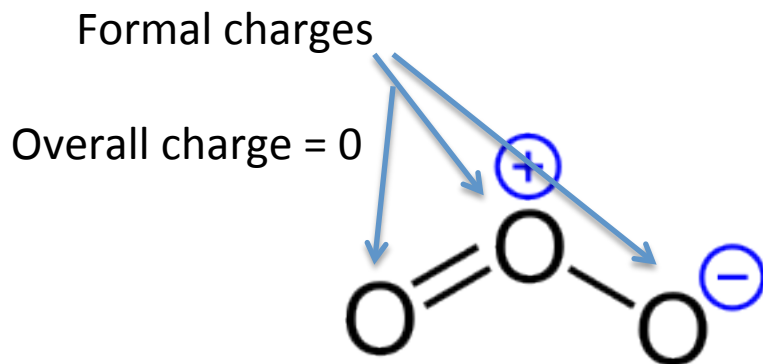 Formal charges
Overall charge = 0
+
O
O
O
−